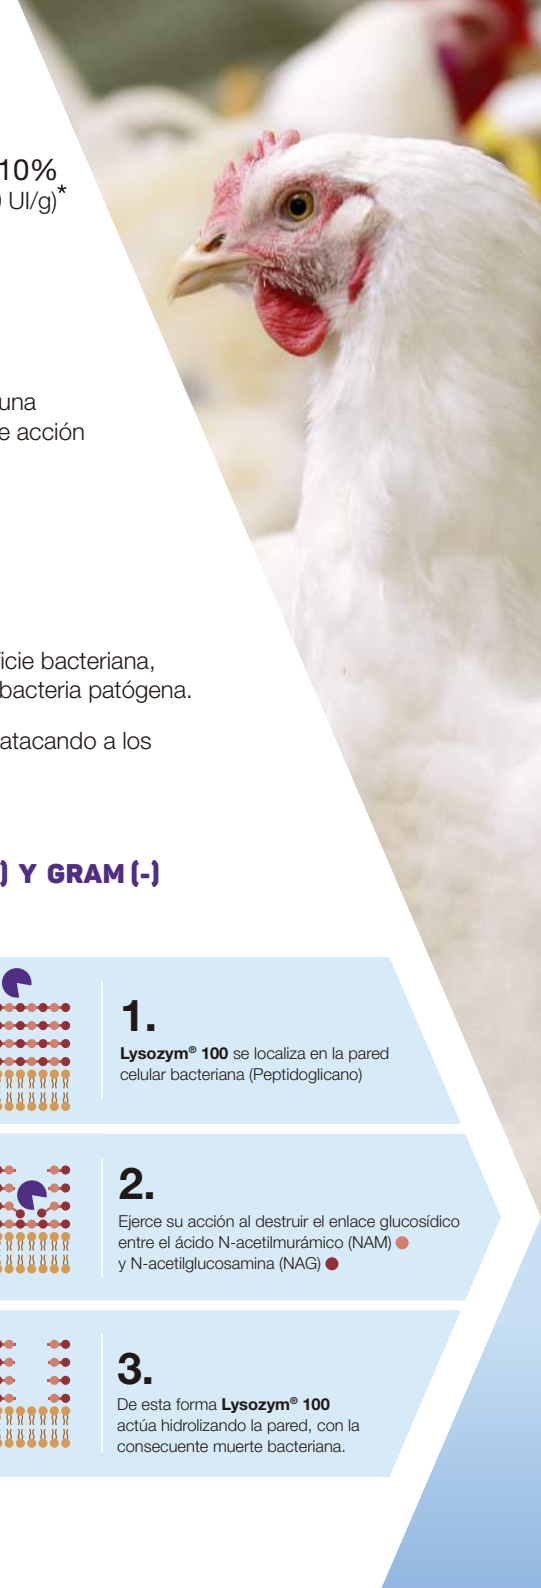 10%
UI/g)*
una
e acción
icie bacteriana,
bacteria patógena.
atacando a los
) Y GRAM (-)
1.
Lysozym® 100 se localiza en la pared
celular bacteriana (Peptidoglicano)
2.
Ejerce su acción al destruir el enlace glucosídico
entre el ácido N-acetilmurámico (NAM)
y N-acetilglucosamina (NAG)
3.
De esta forma Lysozym® 100
actúa hidrolizando la pared, con la
consecuente muerte bacteriana.